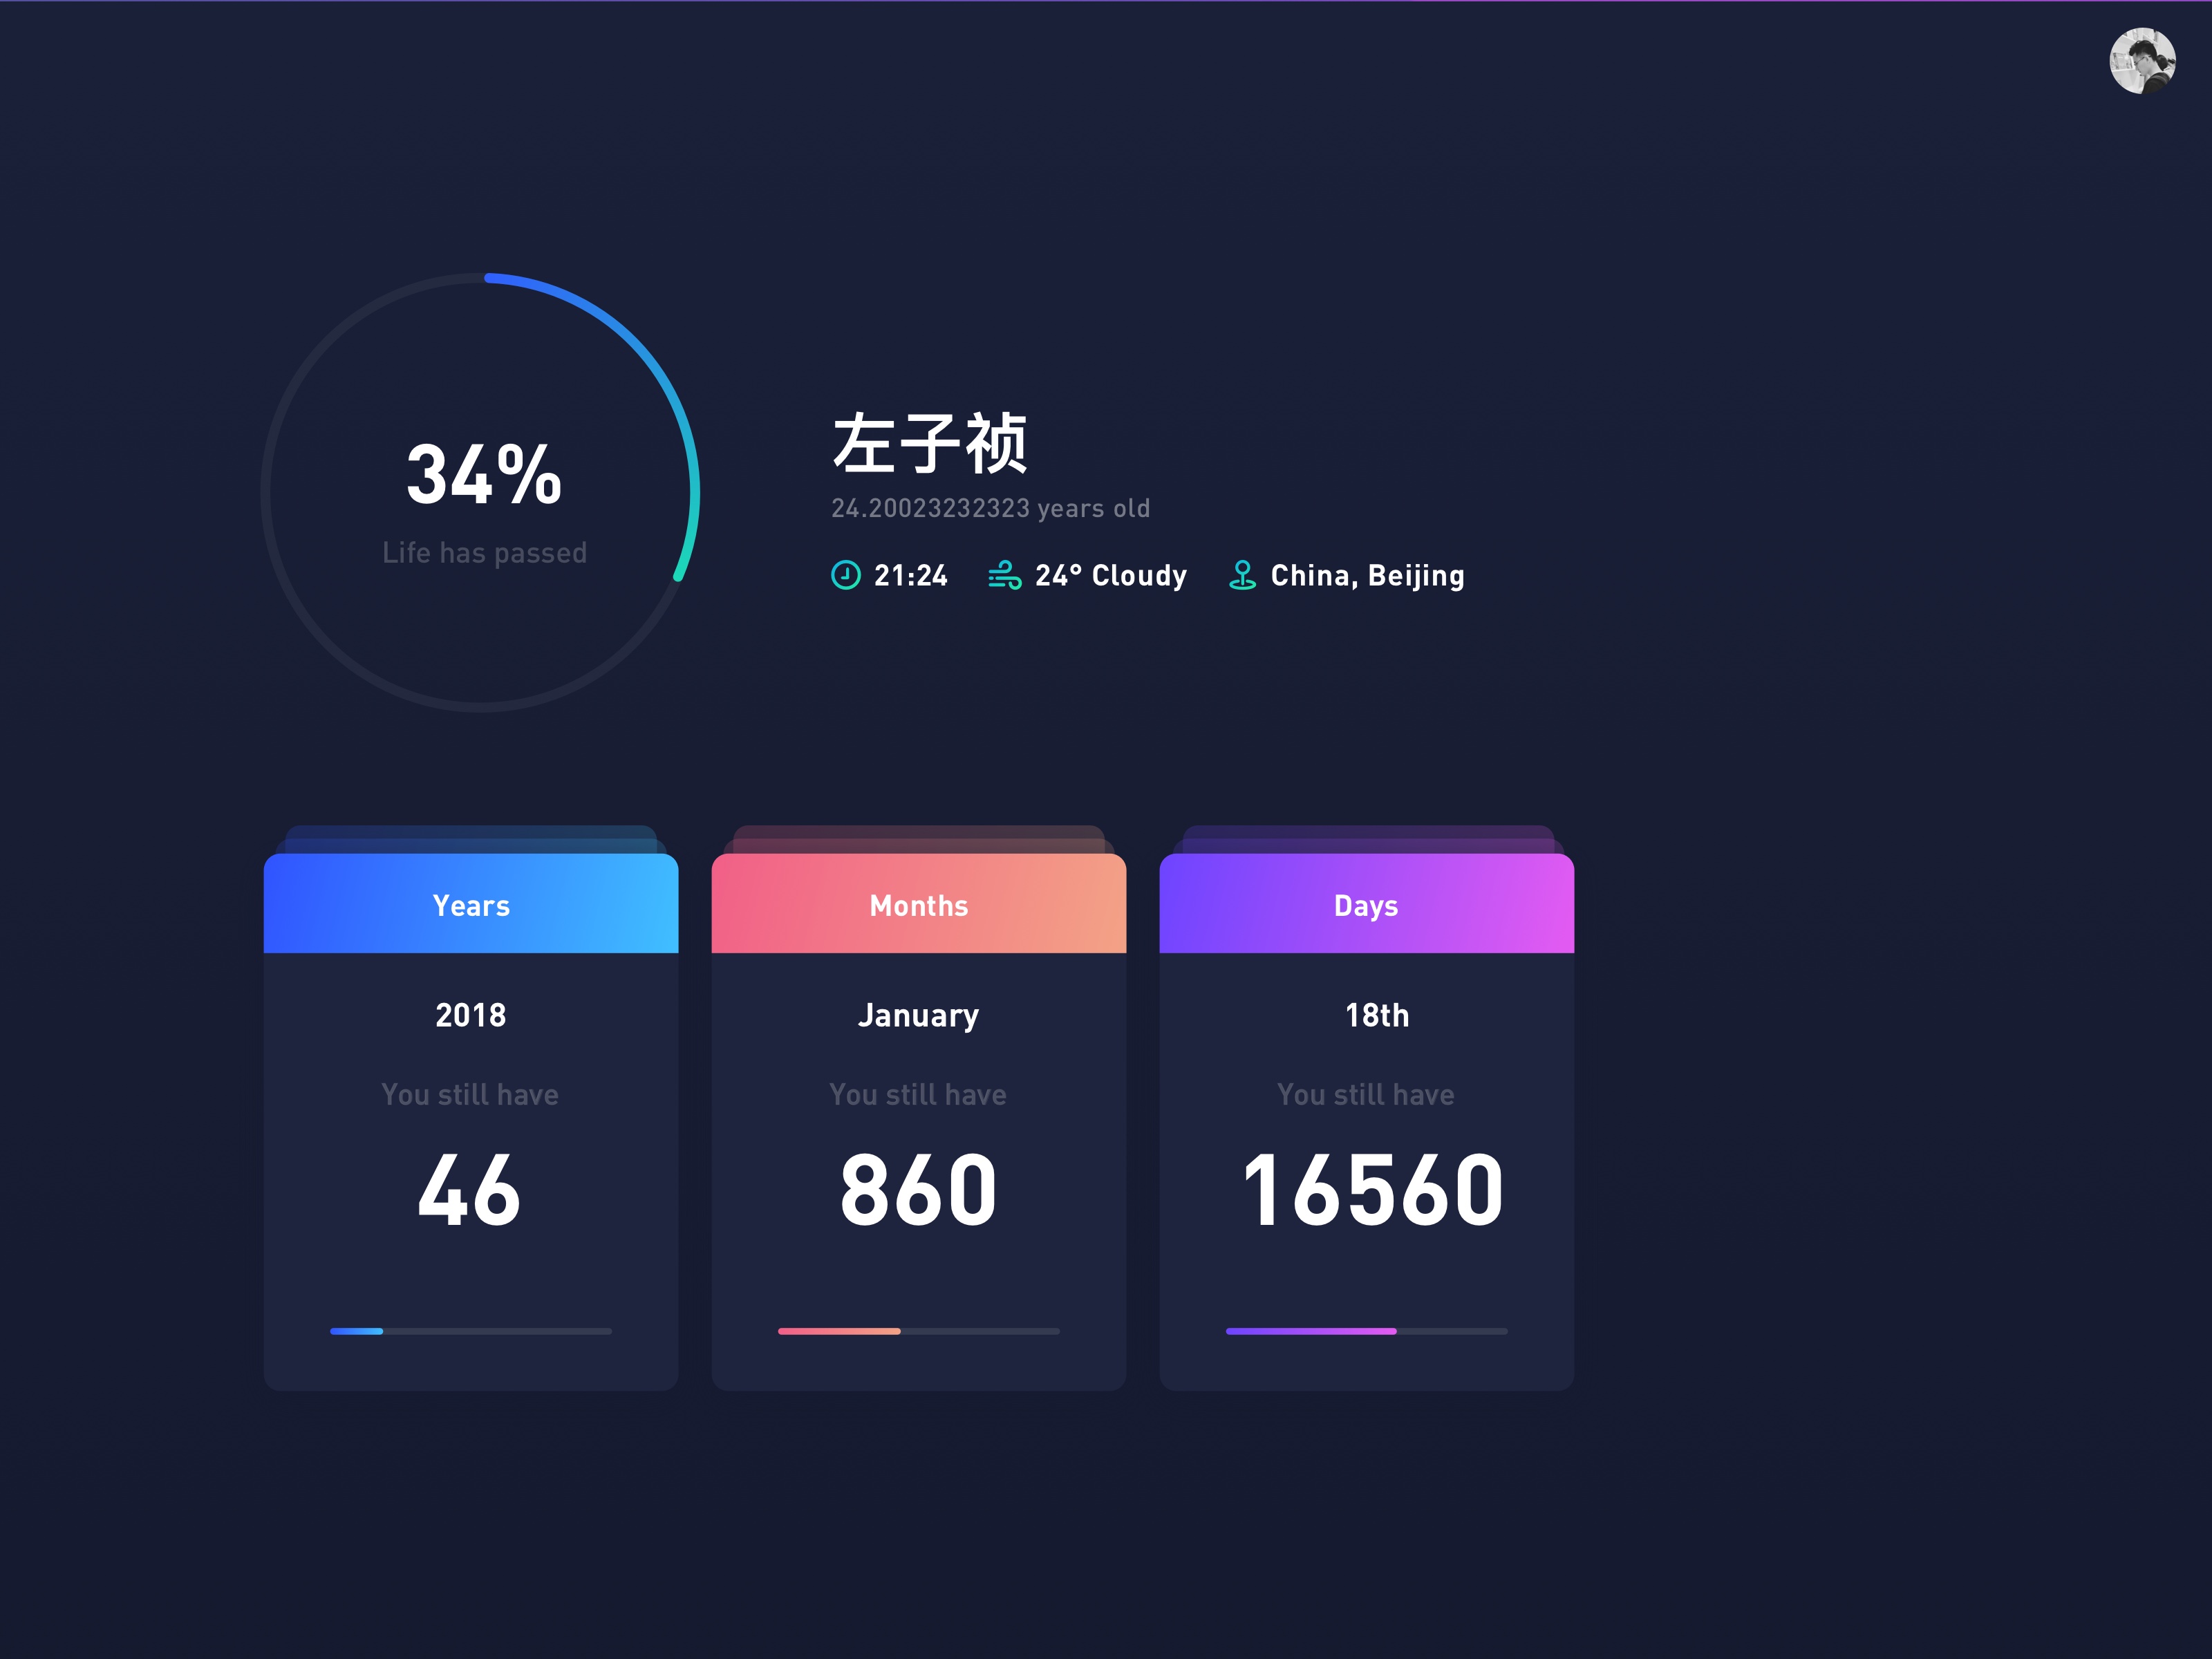 34%
Life has passed
左子祯
24.20023232323 years old
21:24
24° Cloudy
China, Beijing
Years
2018
You still have
46
Months
January
You still have
860
Days
18th
You still have
16560